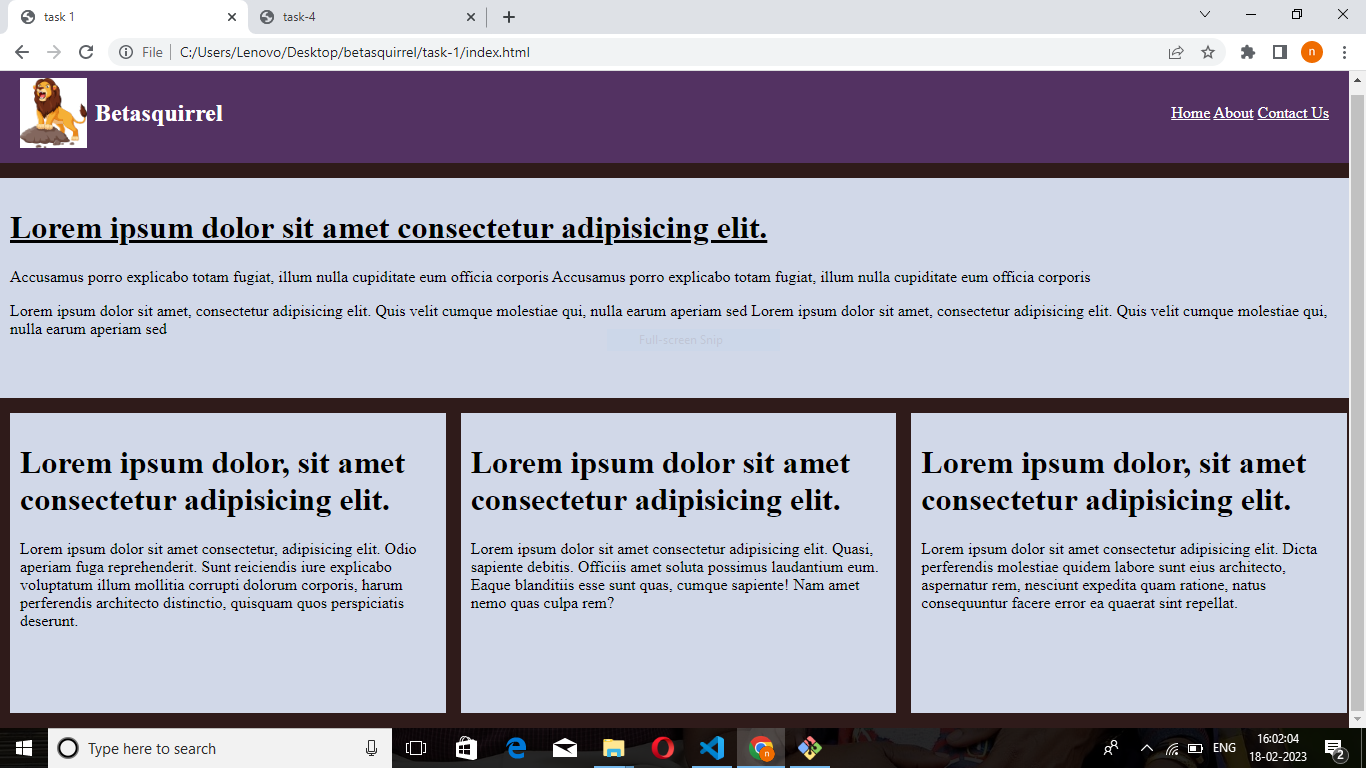 task 1
task-4
File
C:/Users/Lenovo/Desktop/betasquirrel/task-1/index.html
n
Betasquirrel
Home About Contact Us
Lorem ipsum dolor sit amet consectetur adipisicing elit.
Accusamus porro explicabo totam fugiat, illum nulla cupiditate eum officia corporis Accusamus porro explicabo totam fugiat, illum nulla cupiditate eum officia corporis
Lorem ipsum dolor sit amet, consectetur adipisicing elit. Quis velit cumque molestiae qui, nulla earum aperiam sed Lorem ipsum dolor sit amet, consectetur adipisicing elit. Quis velit cumque molestiae qui,
nulla earum aperiam sed
Full-screen Snip
Lorem ipsum dolor, sit amet
consectetur adipisicing elit.
Lorem ipsum dolor sit amet consectetur, adipisicing elit. Odio
aperiam fuga reprehenderit. Sunt reiciendis iure explicabo
voluptatum illum mollitia corrupti dolorum corporis, harum
perferendis architecto distinctio, quisquam quos perspiciatis
deserunt.
Lorem ipsum dolor sit amet
consectetur adipisicing elit.
Lorem ipsum dolor sit amet consectetur adipisicing elit. Quasi,
sapiente debitis. Officiis amet soluta possimus laudantium eum.
Eaque blanditiis esse sunt quas, cumque sapiente! Nam amet
nemo quas culpa rem?
Lorem ipsum dolor, sit amet
consectetur adipisicing elit.
Lorem ipsum dolor sit amet consectetur adipisicing elit. Dicta
perferendis molestiae quidem labore sunt eius architecto,
aspernatur rem, nesciunt expedita quam ratione, natus
consequuntur facere error ea quaerat sint repellat.
Type here to search
n
ENG
16:02:04
18-02-2023
2